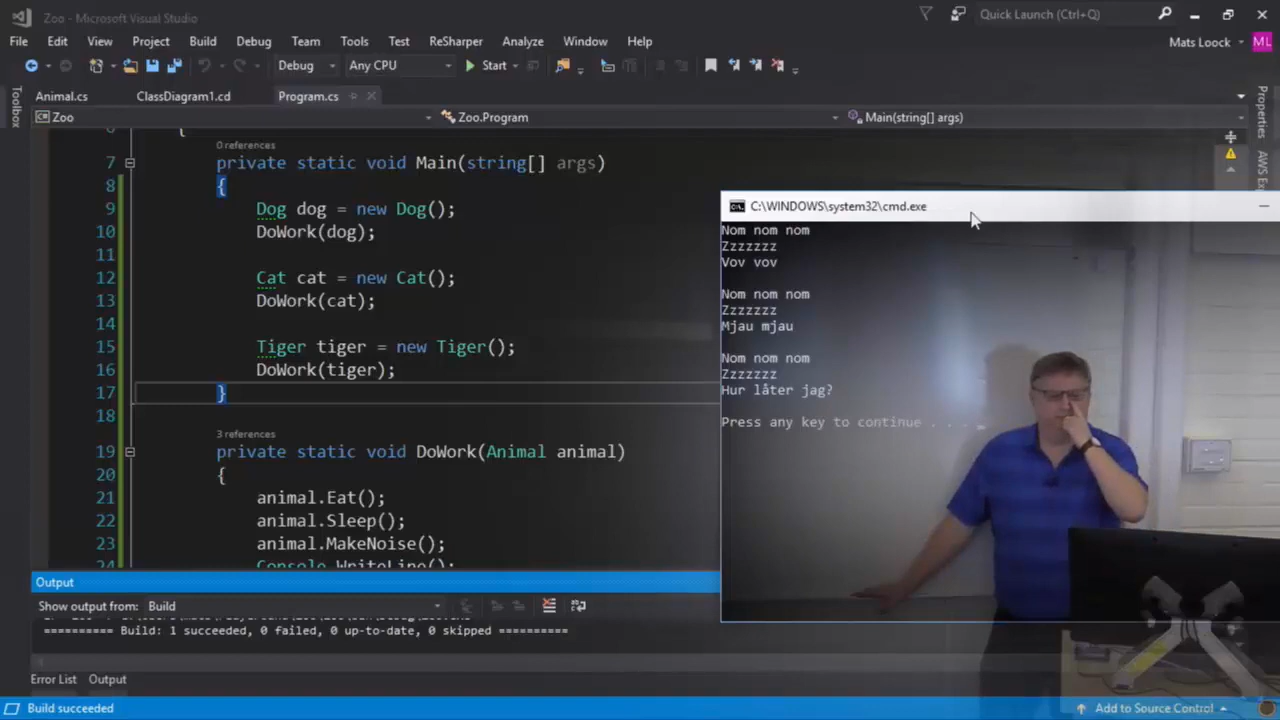 Zoo - Microsoft Visual Studio
Quick Launch (Ctrl+Q)
File Edit View Project Build Debug Team Tools Test ReSharper Analyze Window Help
Mats Loock ML
Debug Any CPU Start
Toolbox
Animal.cs ClassDiagram1.cd Program.cs
Properties
Zoo Zoo.Program Main(string[] args)
AWS
{
0 references
7 private static void Main(string[] args)
8 {
9 Dog dog = new Dog();
10 DoWork(dog);
11
12 Cat cat = new Cat();
13 DoWork(cat);
14
15 Tiger tiger = new Tiger();
16 DoWork(tiger);
17 }
18
3 references
19 private static void DoWork(Animal animal)
20 {
21 animal.Eat();
22 animal.Sleep();
23 animal.MakeNoise();
24 Console.WriteLine();
C:\WINDOWS\system32\cmd.exe
Nom nom nom
Zzzzzzz
Vov vov
Nom nom nom
Zzzzzzz
Mjau mjau
Nom nom nom
Zzzzzzz
Hur låter jag?
Press any key to continue . . .
Output
Show output from: Build
========== Build: 1 succeeded, 0 failed, 0 up-to-date, 0 skipped ==========
Error List Output
Build succeeded
Add to Source Control